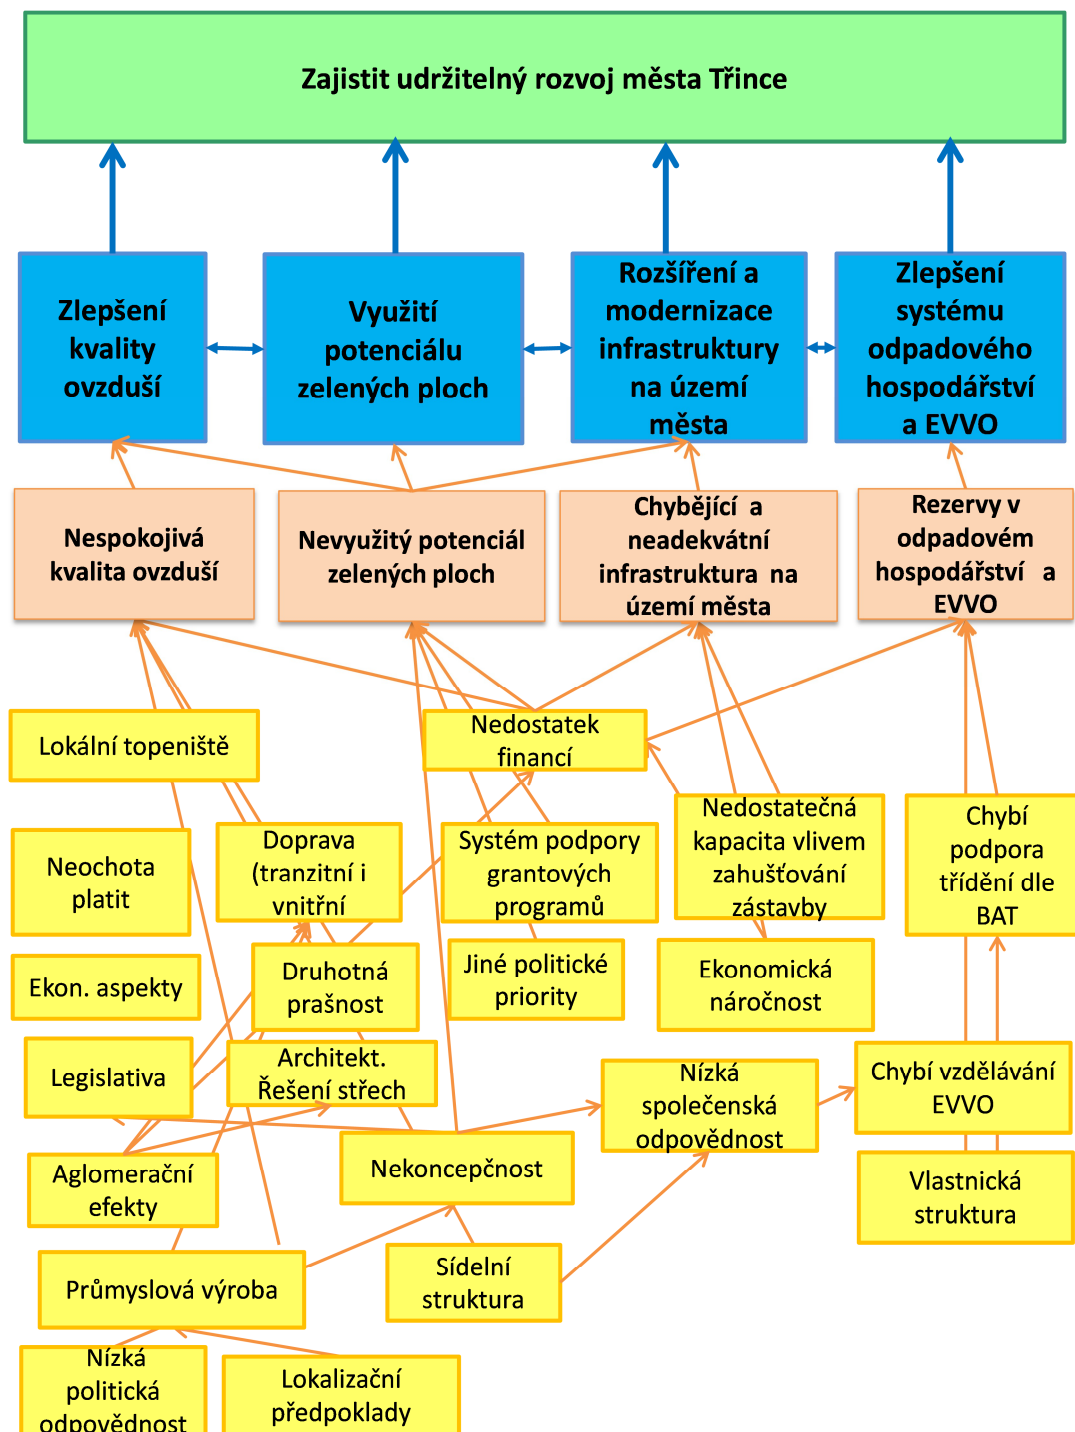 Zajistit udržitelný rozvoj města Třince
Zlepšení
kvality
ovzduší
Využití
potenciálu
zelených ploch
Rozšíření a
modernizace
infrastruktury
na území
města
Zlepšení
systému
odpadového
hospodářství
a EVVO
Nespokojivá
kvalita ovzduší
Nevyužitý potenciál
zelených ploch
Chybějící a
neadekvátní
infrastruktura na
území města
Rezervy v
odpadovém
hospodářství a
EVVO
Lokální topeniště
Nedostatek
financí
Neochota
platit
Doprava
(tranzitní i
vnitřní
Systém podpory
grantových
programů
Nedostatečná
kapacita vlivem
zahušťování
zástavby
Chybí
podpora
třídění dle
BAT
Ekon. aspekty
Druhotná
prašnost
Jiné politické
priority
Ekonomická
náročnost
Legislativa
Architekt.
Řešení střech
Nízká
společenská
odpovědnost
Chybí vzdělávání
EVVO
Aglomerační
efekty
Nekoncepčnost
Vlastnická
struktura
Průmyslová výroba
Sídelní
struktura
Nízká
politická
odpovědnost
Lokalizační
předpoklady